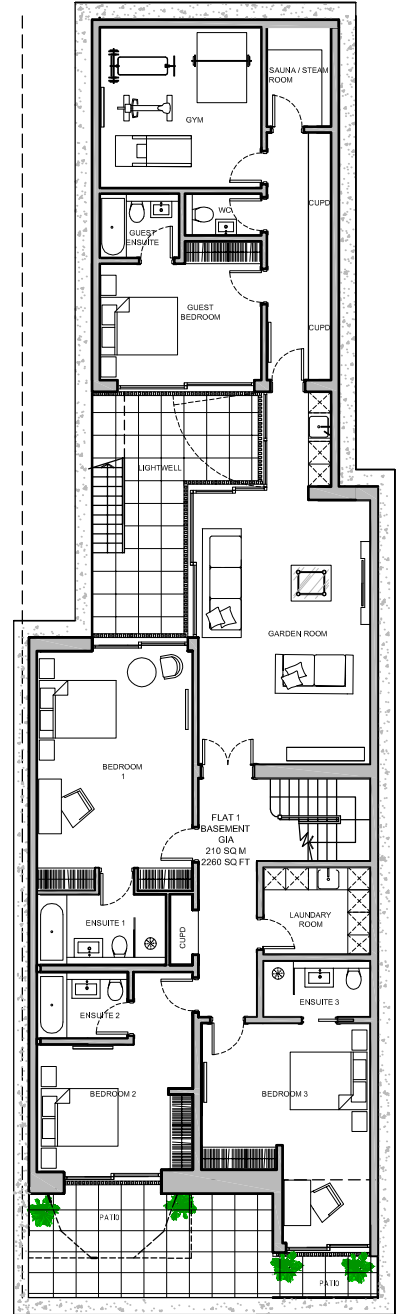 SAUNA / STEAM
ROOM
GYM
CUPD
WC
GUEST
ENSUITE
GUEST
BEDROOM
CUPD
LIGHTWELL
GARDEN ROOM
BEDROOM
1
FLAT 1
BASEMENT
GIA
210 SQ M
2260 SQ FT
ENSUITE 1
CUPD
LAUNDARY
ROOM
ENSUITE 2
ENSUITE 3
BEDROOM 2
BEDROOM 3
PATIO
PATIO